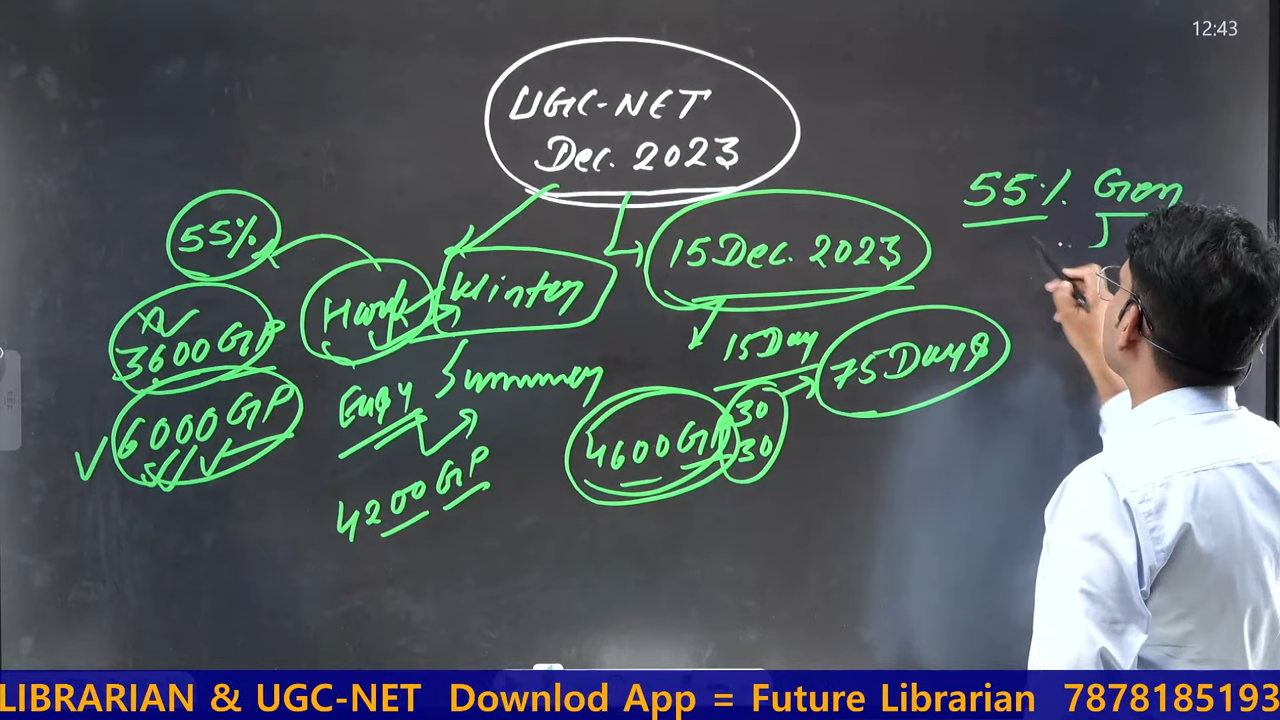 12:43
UGC-NET
Dec. 2023
55%
3600 GP
6000 GP
Hard
Winter
Easy Summer
4200 GP
15 Dec. 2023
15 Day
75 Days
4600 GP
30
30
55% Gen
LIBRARIAN & UGC-NET Downlod App = Future Librarian 7878185193